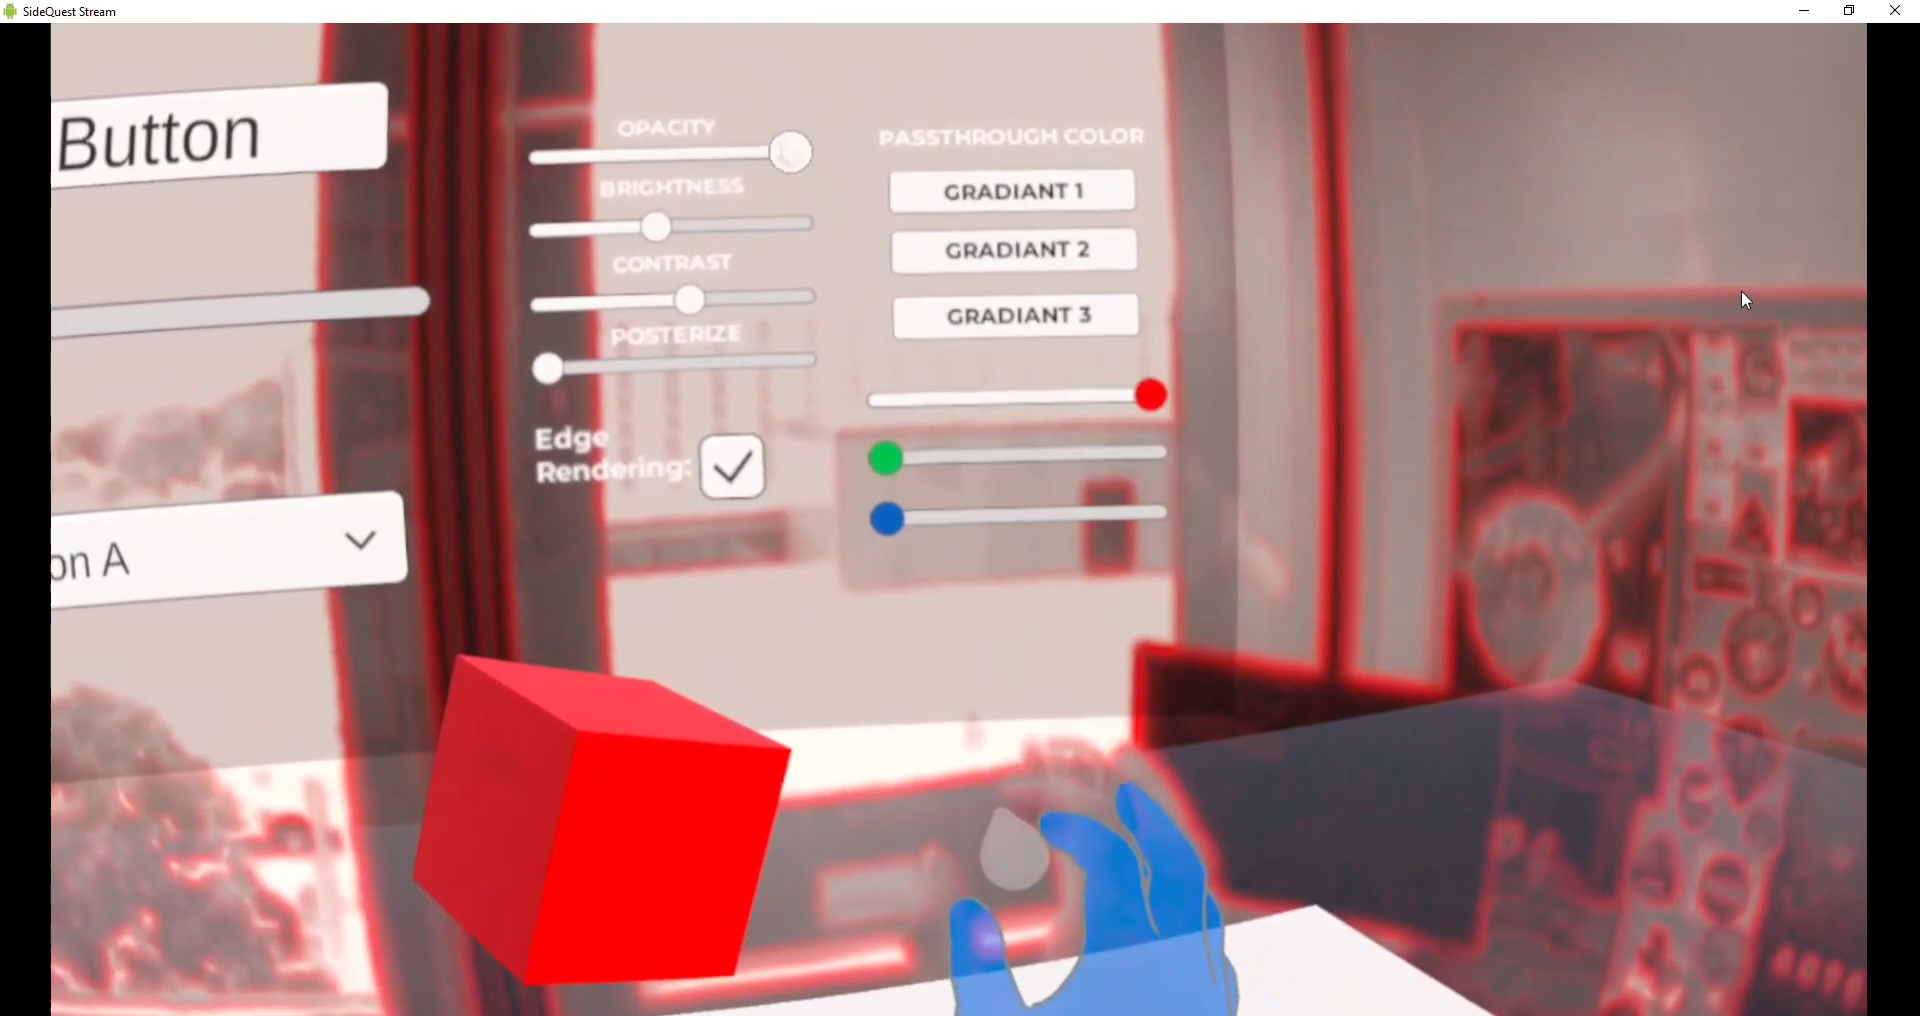 SideQuest Stream
Button
on A
OPACITY
BRIGHTNESS
CONTRAST
POSTERIZE
Edge
Rendering:
PASSTHROUGH COLOR
GRADIANT 1
GRADIANT 2
GRADIANT 3